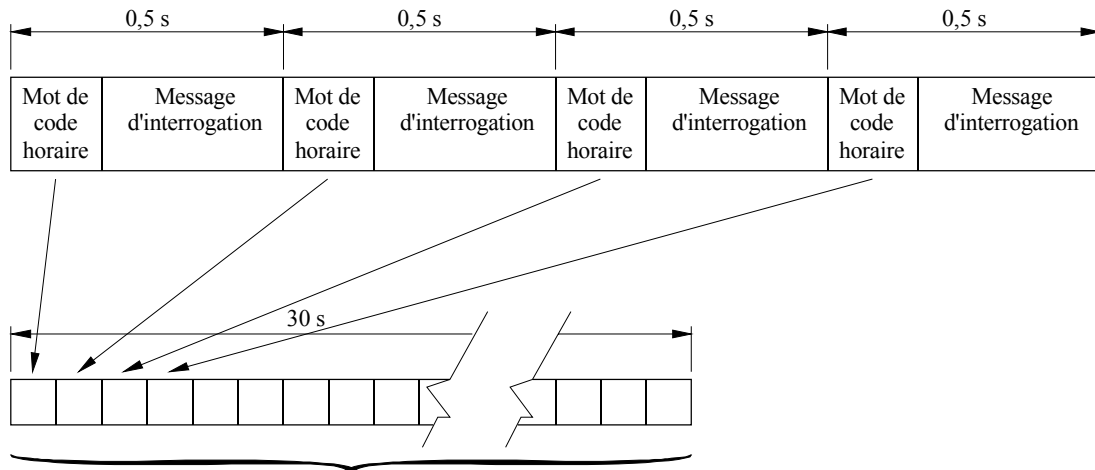 0,5 s
0,5 s
0,5 s
0,5 s
Mot de
code
horaire
Message
d'interrogation
Mot de
code
horaire
Message
d'interrogation
Mot de
code
horaire
Message
d'interrogation
Mot de
code
horaire
Message
d'interrogation
30 s